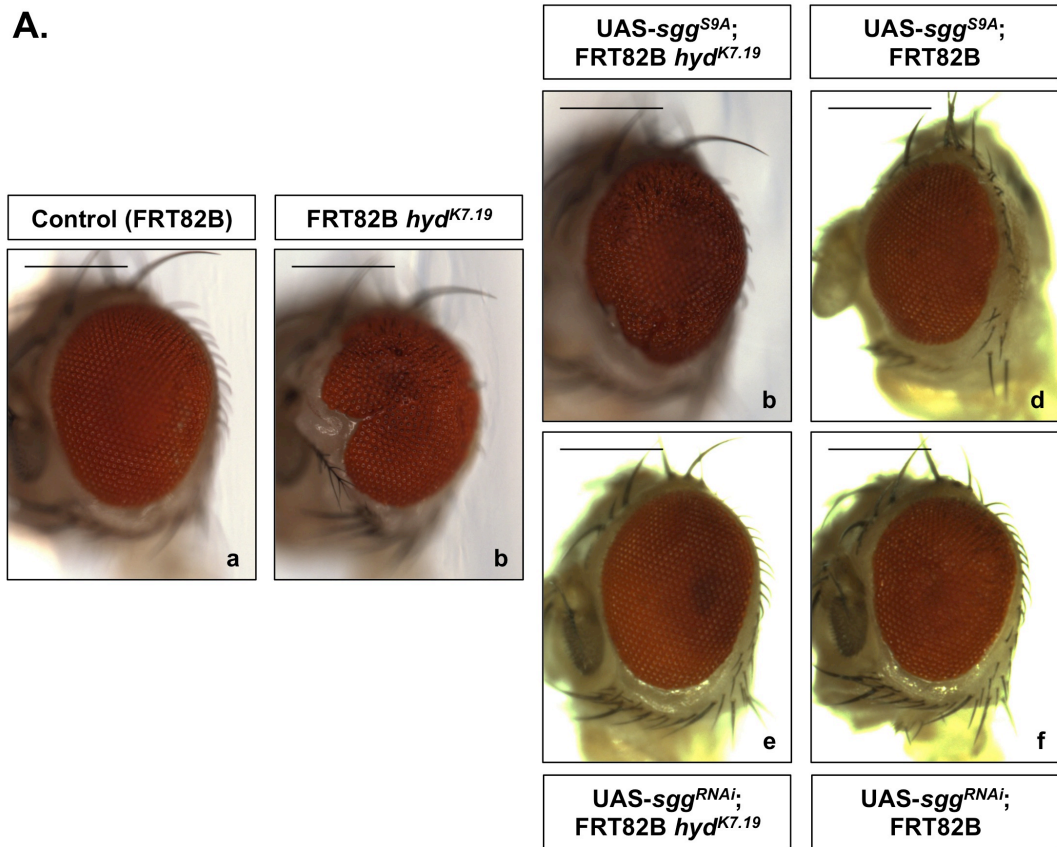 A.
UAS-sgg^S9A;
FRT82B hyd^K7.19
UAS-sgg^S9A;
FRT82B
Control (FRT82B)
FRT82B hyd^K7.19
b
d
a
b
e
f
UAS-sgg^RNAi;
FRT82B hyd^K7.19
UAS-sgg^RNAi;
FRT82B